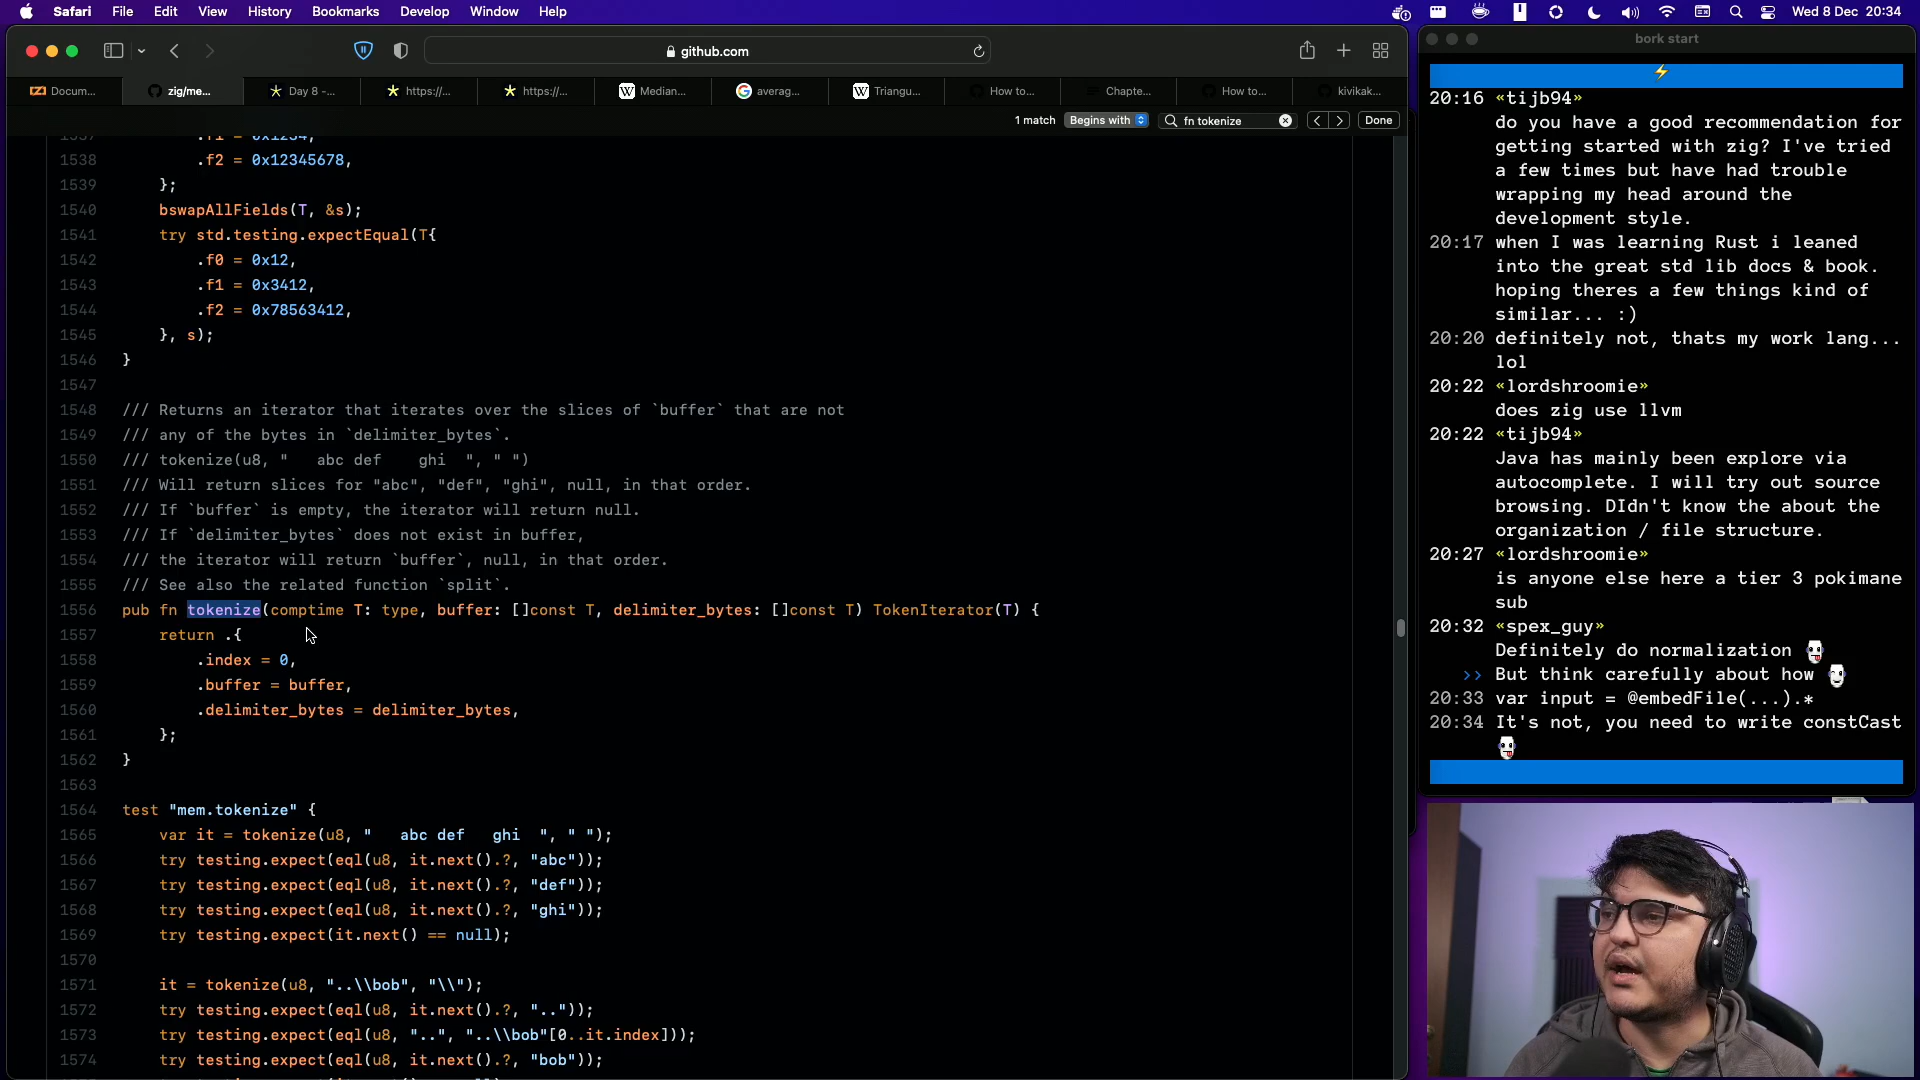 Safari File Edit View History Bookmarks Develop Window Help Wed 8 Dec 20:34
github.com
Docum... zig/me... Day 8 -... https://... https://... Median... averag... Triangu... How to... Chapte... How to... kivikak...
1 match Begins with fn tokenize Done
1538 .f2 = 0x12345678,
1539 };
1540 bswapAllFields(T, &s);
1541 try std.testing.expectEqual(T{
1542 .f0 = 0x12,
1543 .f1 = 0x3412,
1544 .f2 = 0x78563412,
1545 }, s);
1546 }
1547
1548 /// Returns an iterator that iterates over the slices of `buffer` that are not
1549 /// any of the bytes in `delimiter_bytes`.
1550 /// tokenize(u8, "   abc def    ghi  ", " ")
1551 /// Will return slices for "abc", "def", "ghi", null, in that order.
1552 /// If `buffer` is empty, the iterator will return null.
1553 /// If `delimiter_bytes` does not exist in buffer,
1554 /// the iterator will return `buffer`, null, in that order.
1555 /// See also the related function `split`.
1556 pub fn tokenize(comptime T: type, buffer: []const T, delimiter_bytes: []const T) TokenIterator(T) {
1557 return .{
1558 .index = 0,
1559 .buffer = buffer,
1560 .delimiter_bytes = delimiter_bytes,
1561 };
1562 }
1563
1564 test "mem.tokenize" {
1565 var it = tokenize(u8, "   abc def   ghi  ", " ");
1566 try testing.expect(eql(u8, it.next().?, "abc"));
1567 try testing.expect(eql(u8, it.next().?, "def"));
1568 try testing.expect(eql(u8, it.next().?, "ghi"));
1569 try testing.expect(it.next() == null);
1570
1571 it = tokenize(u8, "..\\bob", "\\");
1572 try testing.expect(eql(u8, it.next().?, ".."));
1573 try testing.expect(eql(u8, "..", "..\\bob"[0..it.index]));
1574 try testing.expect(eql(u8, it.next().?, "bob"));
bork start
20:16 «tijb94»
do you have a good recommendation for
getting started with zig? I've tried
a few times but have had trouble
wrapping my head around the
development style.
20:17 when I was learning Rust i leaned
into the great std lib docs & book.
hoping theres a few things kind of
similar... :)
20:20 definitely not, thats my work lang...
lol
20:22 «lordshroomie»
does zig use llvm
20:22 «tijb94»
Java has mainly been explore via
autocomplete. I will try out source
browsing. DIdn't know the about the
organization / file structure.
20:27 «lordshroomie»
is anyone else here a tier 3 pokimane
sub
20:32 «spex_guy»
Definitely do normalization
>> But think carefully about how
20:33 var input = @embedFile(...).*
20:34 It's not, you need to write constCast